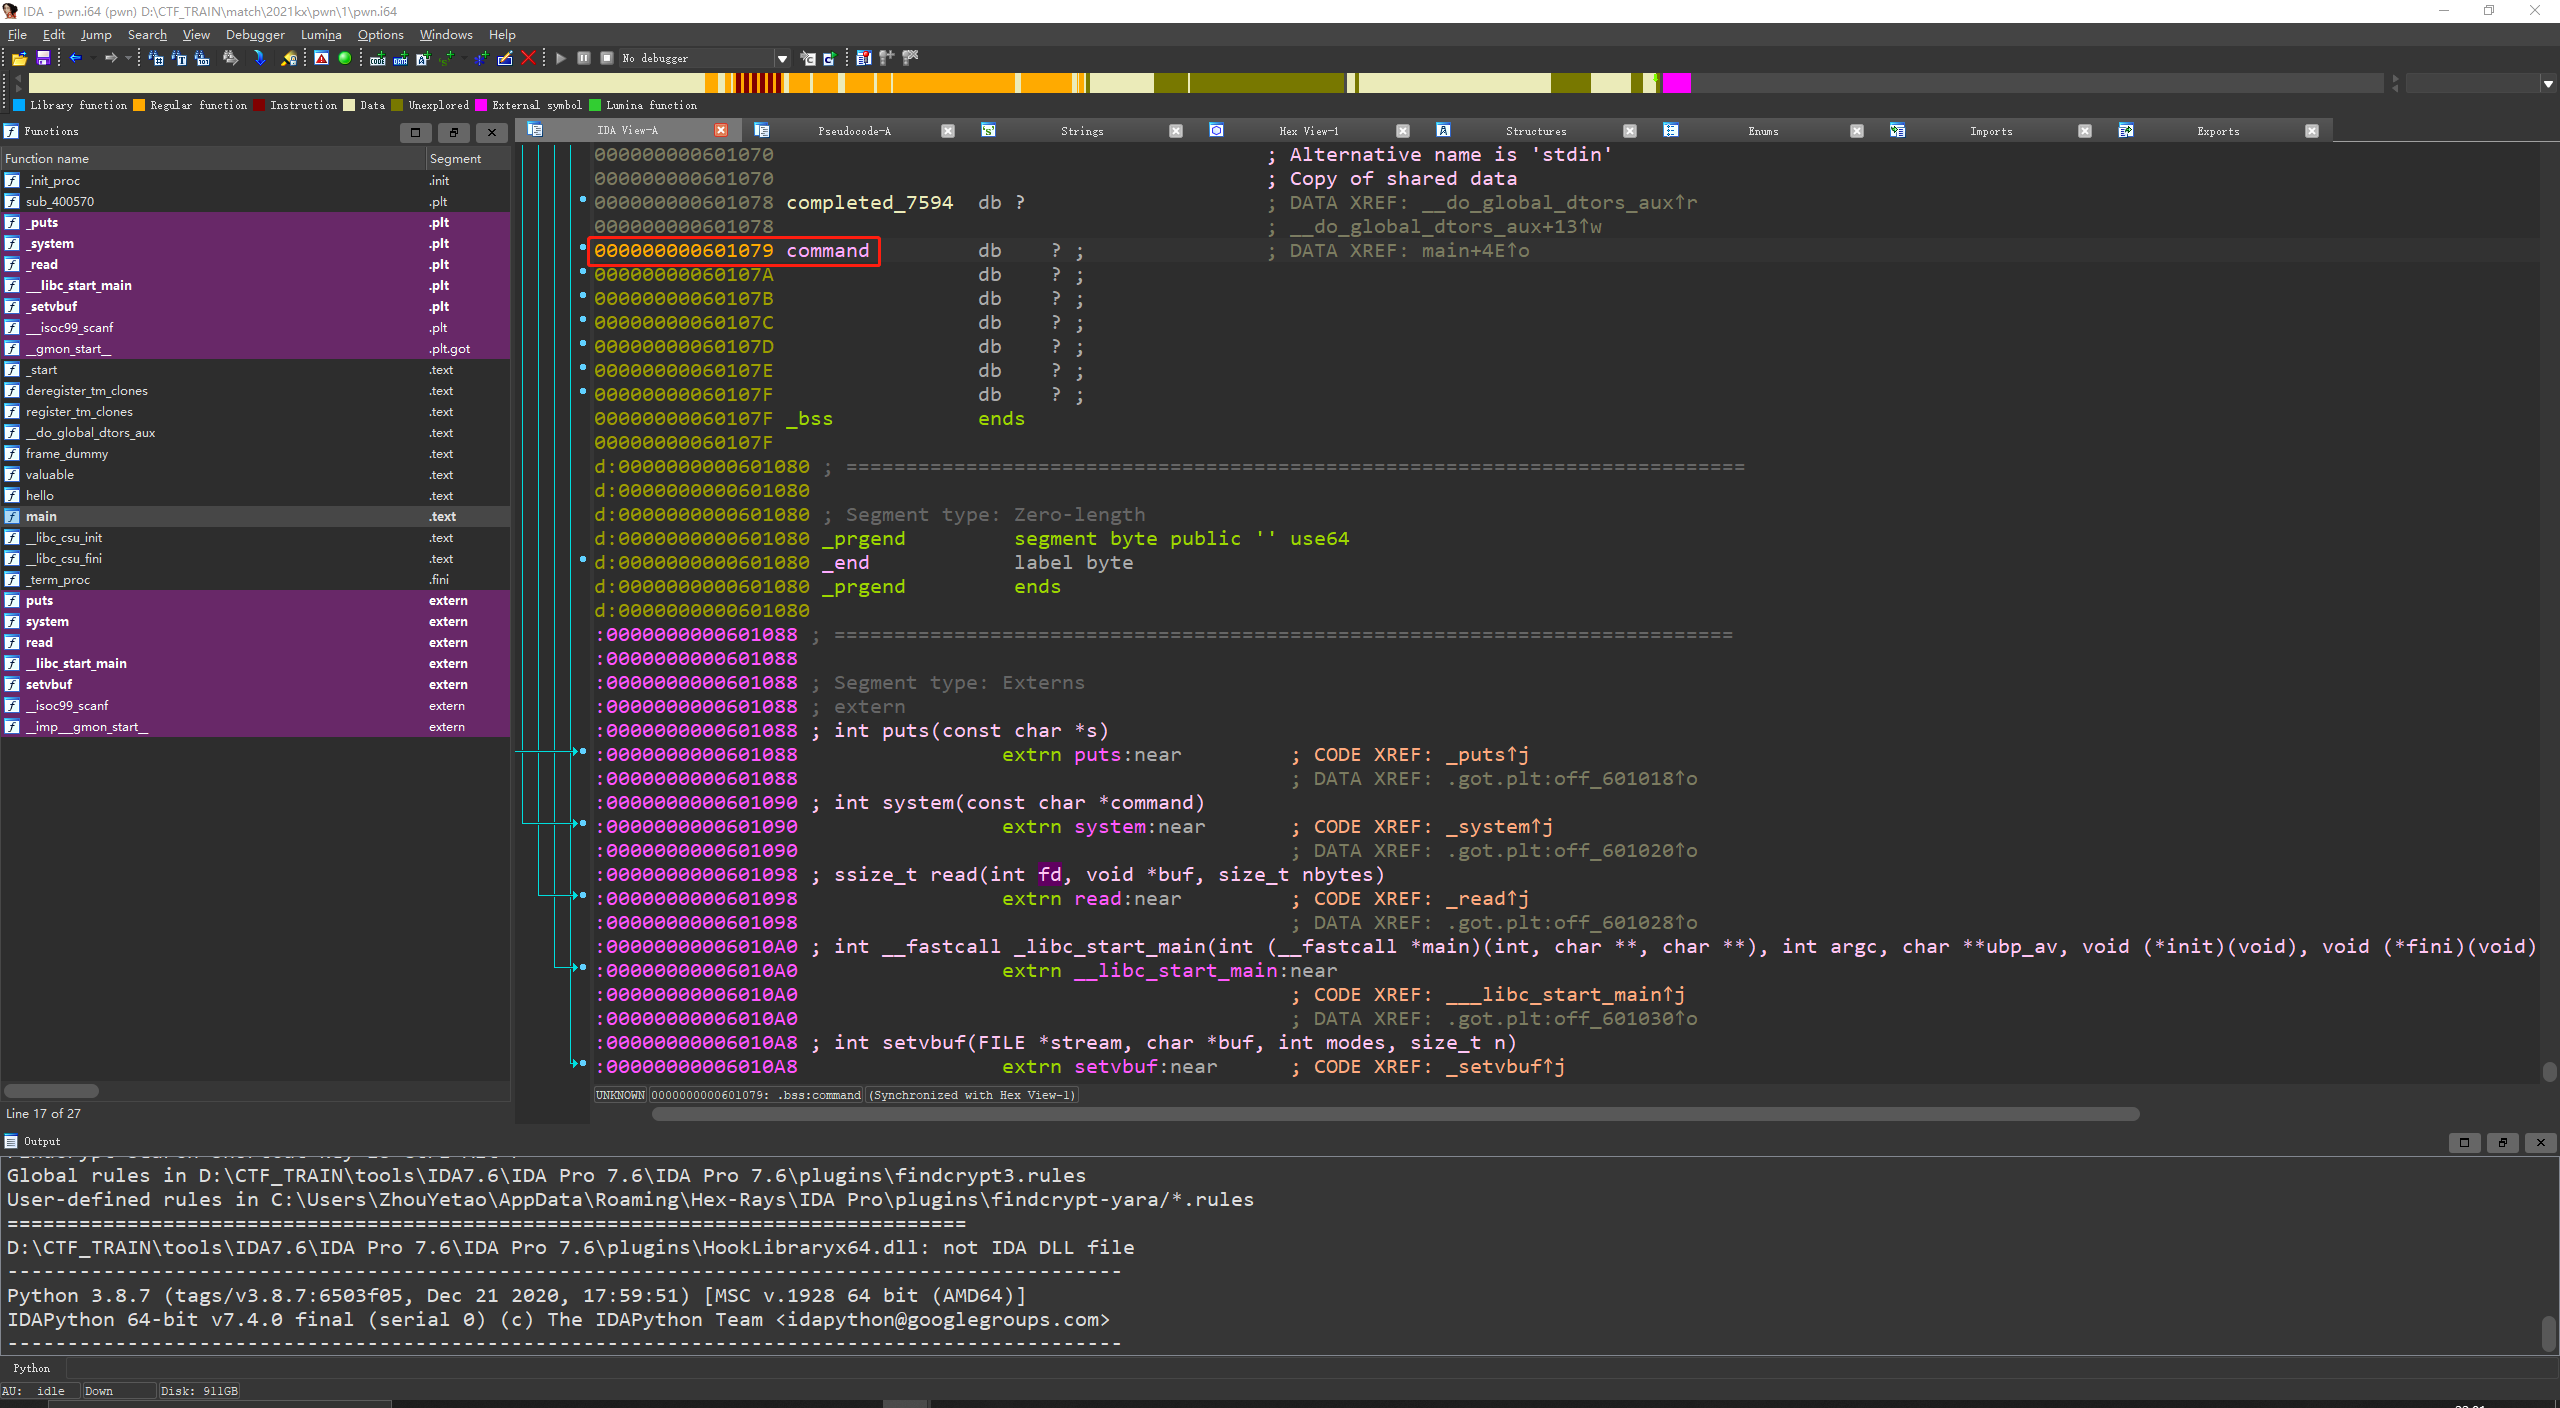 IDA - pwn.i64 (pwn) D:\CTF_TRAIN\match\2021kx\pwn\1\pwn.i64
File Edit Jump Search View Debugger Lumina Options Windows Help
No debugger
Library function Regular function Instruction Data Unexplored External symbol Lumina function
Functions
Function name Segment
_init_proc .init
sub_400570 .plt
_puts .plt
_system .plt
_read .plt
__libc_start_main .plt
_setvbuf .plt
__isoc99_scanf .plt
__gmon_start__ .plt.got
_start .text
deregister_tm_clones .text
register_tm_clones .text
__do_global_dtors_aux .text
frame_dummy .text
valuable .text
hello .text
main .text
__libc_csu_init .text
__libc_csu_fini .text
_term_proc .fini
puts extern
system extern
read extern
__libc_start_main extern
setvbuf extern
__isoc99_scanf extern
__imp___gmon_start__ extern
Line 17 of 27
IDA View-A Pseudocode-A Strings Hex View-1 Structures Enums Imports Exports
0000000000601070 ; Alternative name is 'stdin'
0000000000601070 ; Copy of shared data
0000000000601078 completed_7594 db ? ; DATA XREF: __do_global_dtors_aux↑r
0000000000601078 ; __do_global_dtors_aux+13↑w
0000000000601079 command db ? ; ; DATA XREF: main+4E↑o
000000000060107A db ? ;
000000000060107B db ? ;
000000000060107C db ? ;
000000000060107D db ? ;
000000000060107E db ? ;
000000000060107F db ? ;
000000000060107F _bss ends
000000000060107F
d:0000000000601080 ; ===========================================================================
d:0000000000601080
d:0000000000601080 ; Segment type: Zero-length
d:0000000000601080 _prgend segment byte public '' use64
d:0000000000601080 _end label byte
d:0000000000601080 _prgend ends
d:0000000000601080
:0000000000601088 ; ===========================================================================
:0000000000601088
:0000000000601088 ; Segment type: Externs
:0000000000601088 ; extern
:0000000000601088 ; int puts(const char *s)
:0000000000601088 extrn puts:near ; CODE XREF: _puts↑j
:0000000000601088 ; DATA XREF: .got.plt:off_601018↑o
:0000000000601090 ; int system(const char *command)
:0000000000601090 extrn system:near ; CODE XREF: _system↑j
:0000000000601090 ; DATA XREF: .got.plt:off_601020↑o
:0000000000601098 ; ssize_t read(int fd, void *buf, size_t nbytes)
:0000000000601098 extrn read:near ; CODE XREF: _read↑j
:0000000000601098 ; DATA XREF: .got.plt:off_601028↑o
:00000000006010A0 ; int __fastcall _libc_start_main(int (__fastcall *main)(int, char **, char **), int argc, char **ubp_av, void (*init)(void), void (*fini)(void)
:00000000006010A0 extrn __libc_start_main:near
:00000000006010A0 ; CODE XREF: ___libc_start_main↑j
:00000000006010A0 ; DATA XREF: .got.plt:off_601030↑o
:00000000006010A8 ; int setvbuf(FILE *stream, char *buf, int modes, size_t n)
:00000000006010A8 extrn setvbuf:near ; CODE XREF: _setvbuf↑j
UNKNOWN 0000000000601079: .bss:command (Synchronized with Hex View-1)
Output
Global rules in D:\CTF_TRAIN\tools\IDA7.6\IDA Pro 7.6\IDA Pro 7.6\plugins\findcrypt3.rules
User-defined rules in C:\Users\ZhouYetao\AppData\Roaming\Hex-Rays\IDA Pro\plugins\findcrypt-yara/*.rules
================================================================================
D:\CTF_TRAIN\tools\IDA7.6\IDA Pro 7.6\IDA Pro 7.6\plugins\HookLibraryx64.dll: not IDA DLL file
---------------------------------------------------------------------------------------------
Python 3.8.7 (tags/v3.8.7:6503f05, Dec 21 2020, 17:59:51) [MSC v.1928 64 bit (AMD64)]
IDAPython 64-bit v7.4.0 final (serial 0) (c) The IDAPython Team <idapython@googlegroups.com>
---------------------------------------------------------------------------------------------
Python
AU: idle Down Disk: 911GB